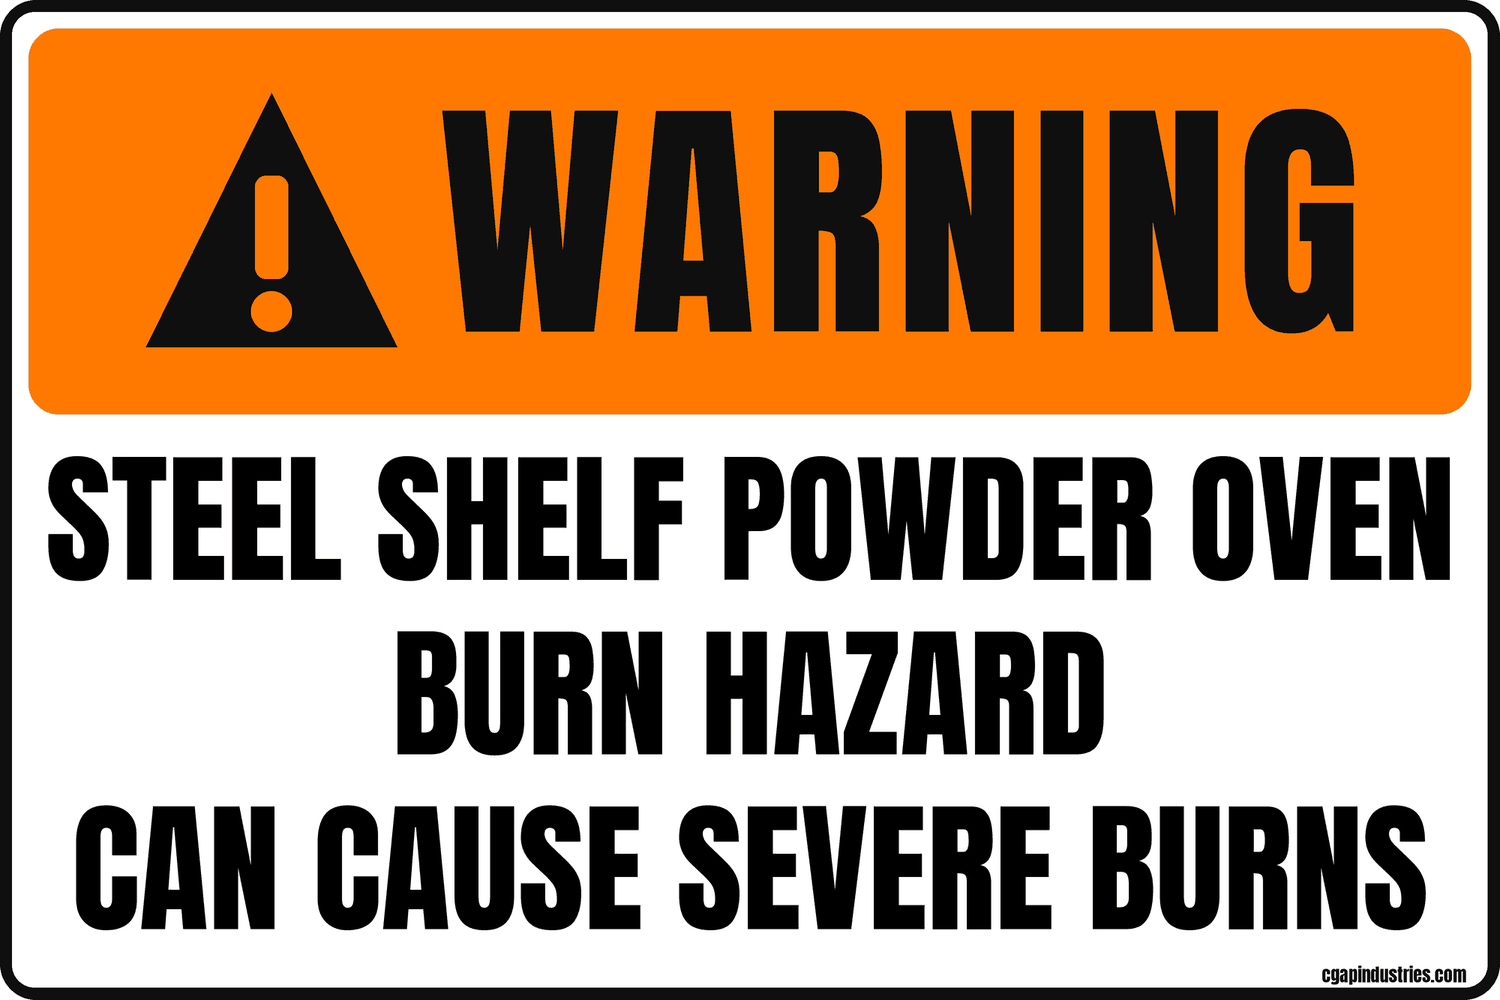 WARNING
STEEL SHELF POWDER OVEN
BURN HAZARD
CAN CAUSE SEVERE BURNS
cgapindustries.com